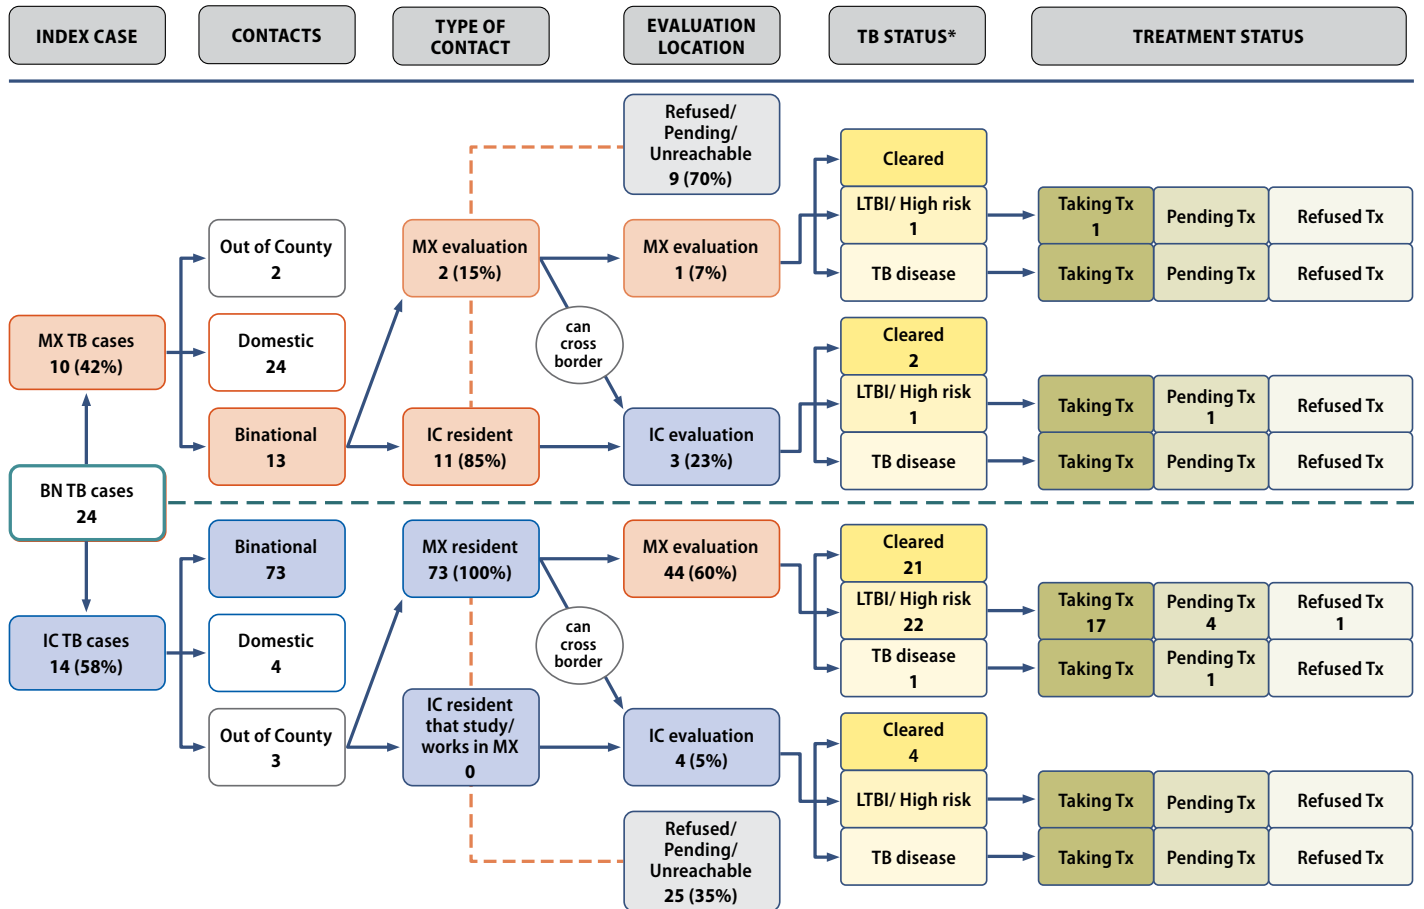 INDEX CASE
CONTACTS
TYPE OF
CONTACT
EVALUATION
LOCATION
TB STATUS*
TREATMENT STATUS
Refused/
Pending/
Unreachable
9 (70%)
Cleared
LTBI/ High risk
1
TB disease
Taking Tx
1
Pending Tx
Refused Tx
Taking Tx
Pending Tx
Refused Tx
Out of County
2
MX evaluation
2 (15%)
MX evaluation
1 (7%)
can
cross
border
MX TB cases
10 (42%)
Domestic
24
Binational
13
IC resident
11 (85%)
IC evaluation
3 (23%)
Cleared
2
LTBI/ High risk
1
TB disease
Taking Tx
Pending Tx
1
Refused Tx
Taking Tx
Pending Tx
Refused Tx
BN TB cases
24
Binational
73
MX resident
73 (100%)
MX evaluation
44 (60%)
Cleared
21
LTBI/ High risk
22
TB disease
1
Taking Tx
17
Pending Tx
4
Refused Tx
1
Taking Tx
Pending Tx
1
Refused Tx
can
cross
border
IC TB cases
14 (58%)
Domestic
4
Out of County
3
IC resident
that study/
works in MX
0
IC evaluation
4 (5%)
Cleared
4
LTBI/ High risk
TB disease
Taking Tx
Pending Tx
Refused Tx
Taking Tx
Pending Tx
Refused Tx
Refused/
Pending/
Unreachable
25 (35%)